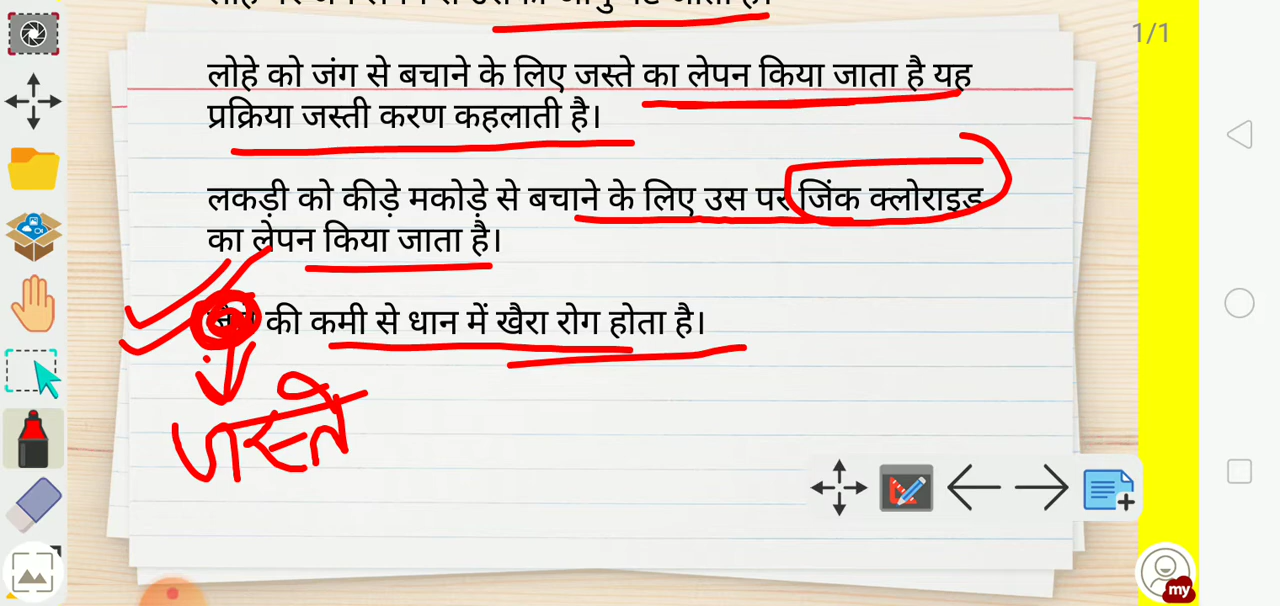 लोहे को जंग से बचाने के लिए जस्ते का लेपन किया जाता है यह
प्रक्रिया जस्ती करण कहलाती है।
लकड़ी को कीड़े मकोड़े से बचाने के लिए उस पर जिंक क्लोराइड
का लेपन किया जाता है।
की कमी से धान में खैरा रोग होता है।
जस्ते
1/1
my